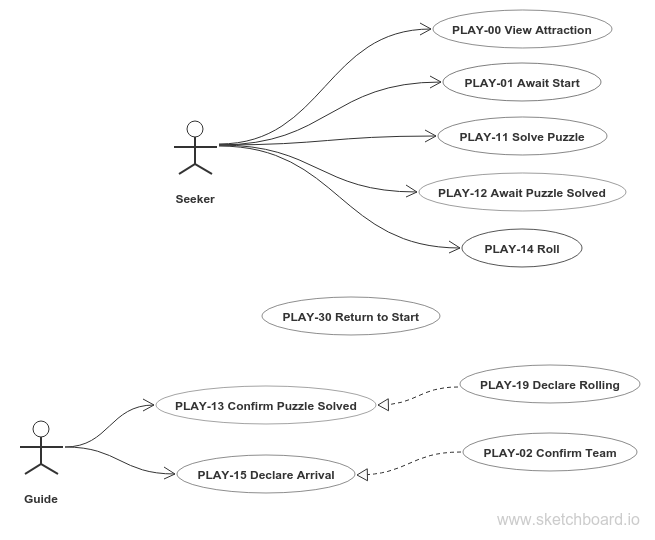 PLAY-00 View Attraction
PLAY-01 Await Start
PLAY-11 Solve Puzzle
Seeker
PLAY-12 Await Puzzle Solved
PLAY-14 Roll
PLAY-30 Return to Start
PLAY-19 Declare Rolling
PLAY-13 Confirm Puzzle Solved
PLAY-02 Confirm Team
PLAY-15 Declare Arrival
Guide
www.sketchboard.io